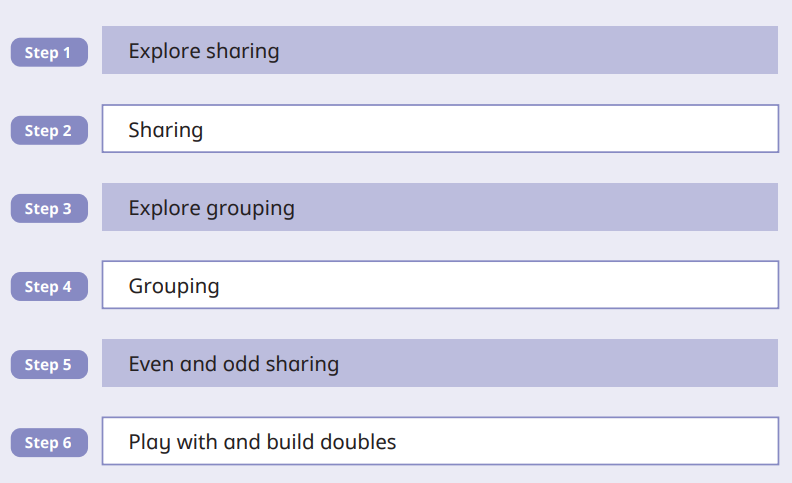 Step 1 Explore sharing
Step 2 Sharing
Step 3 Explore grouping
Step 4 Grouping
Step 5 Even and odd sharing
Step 6 Play with and build doubles